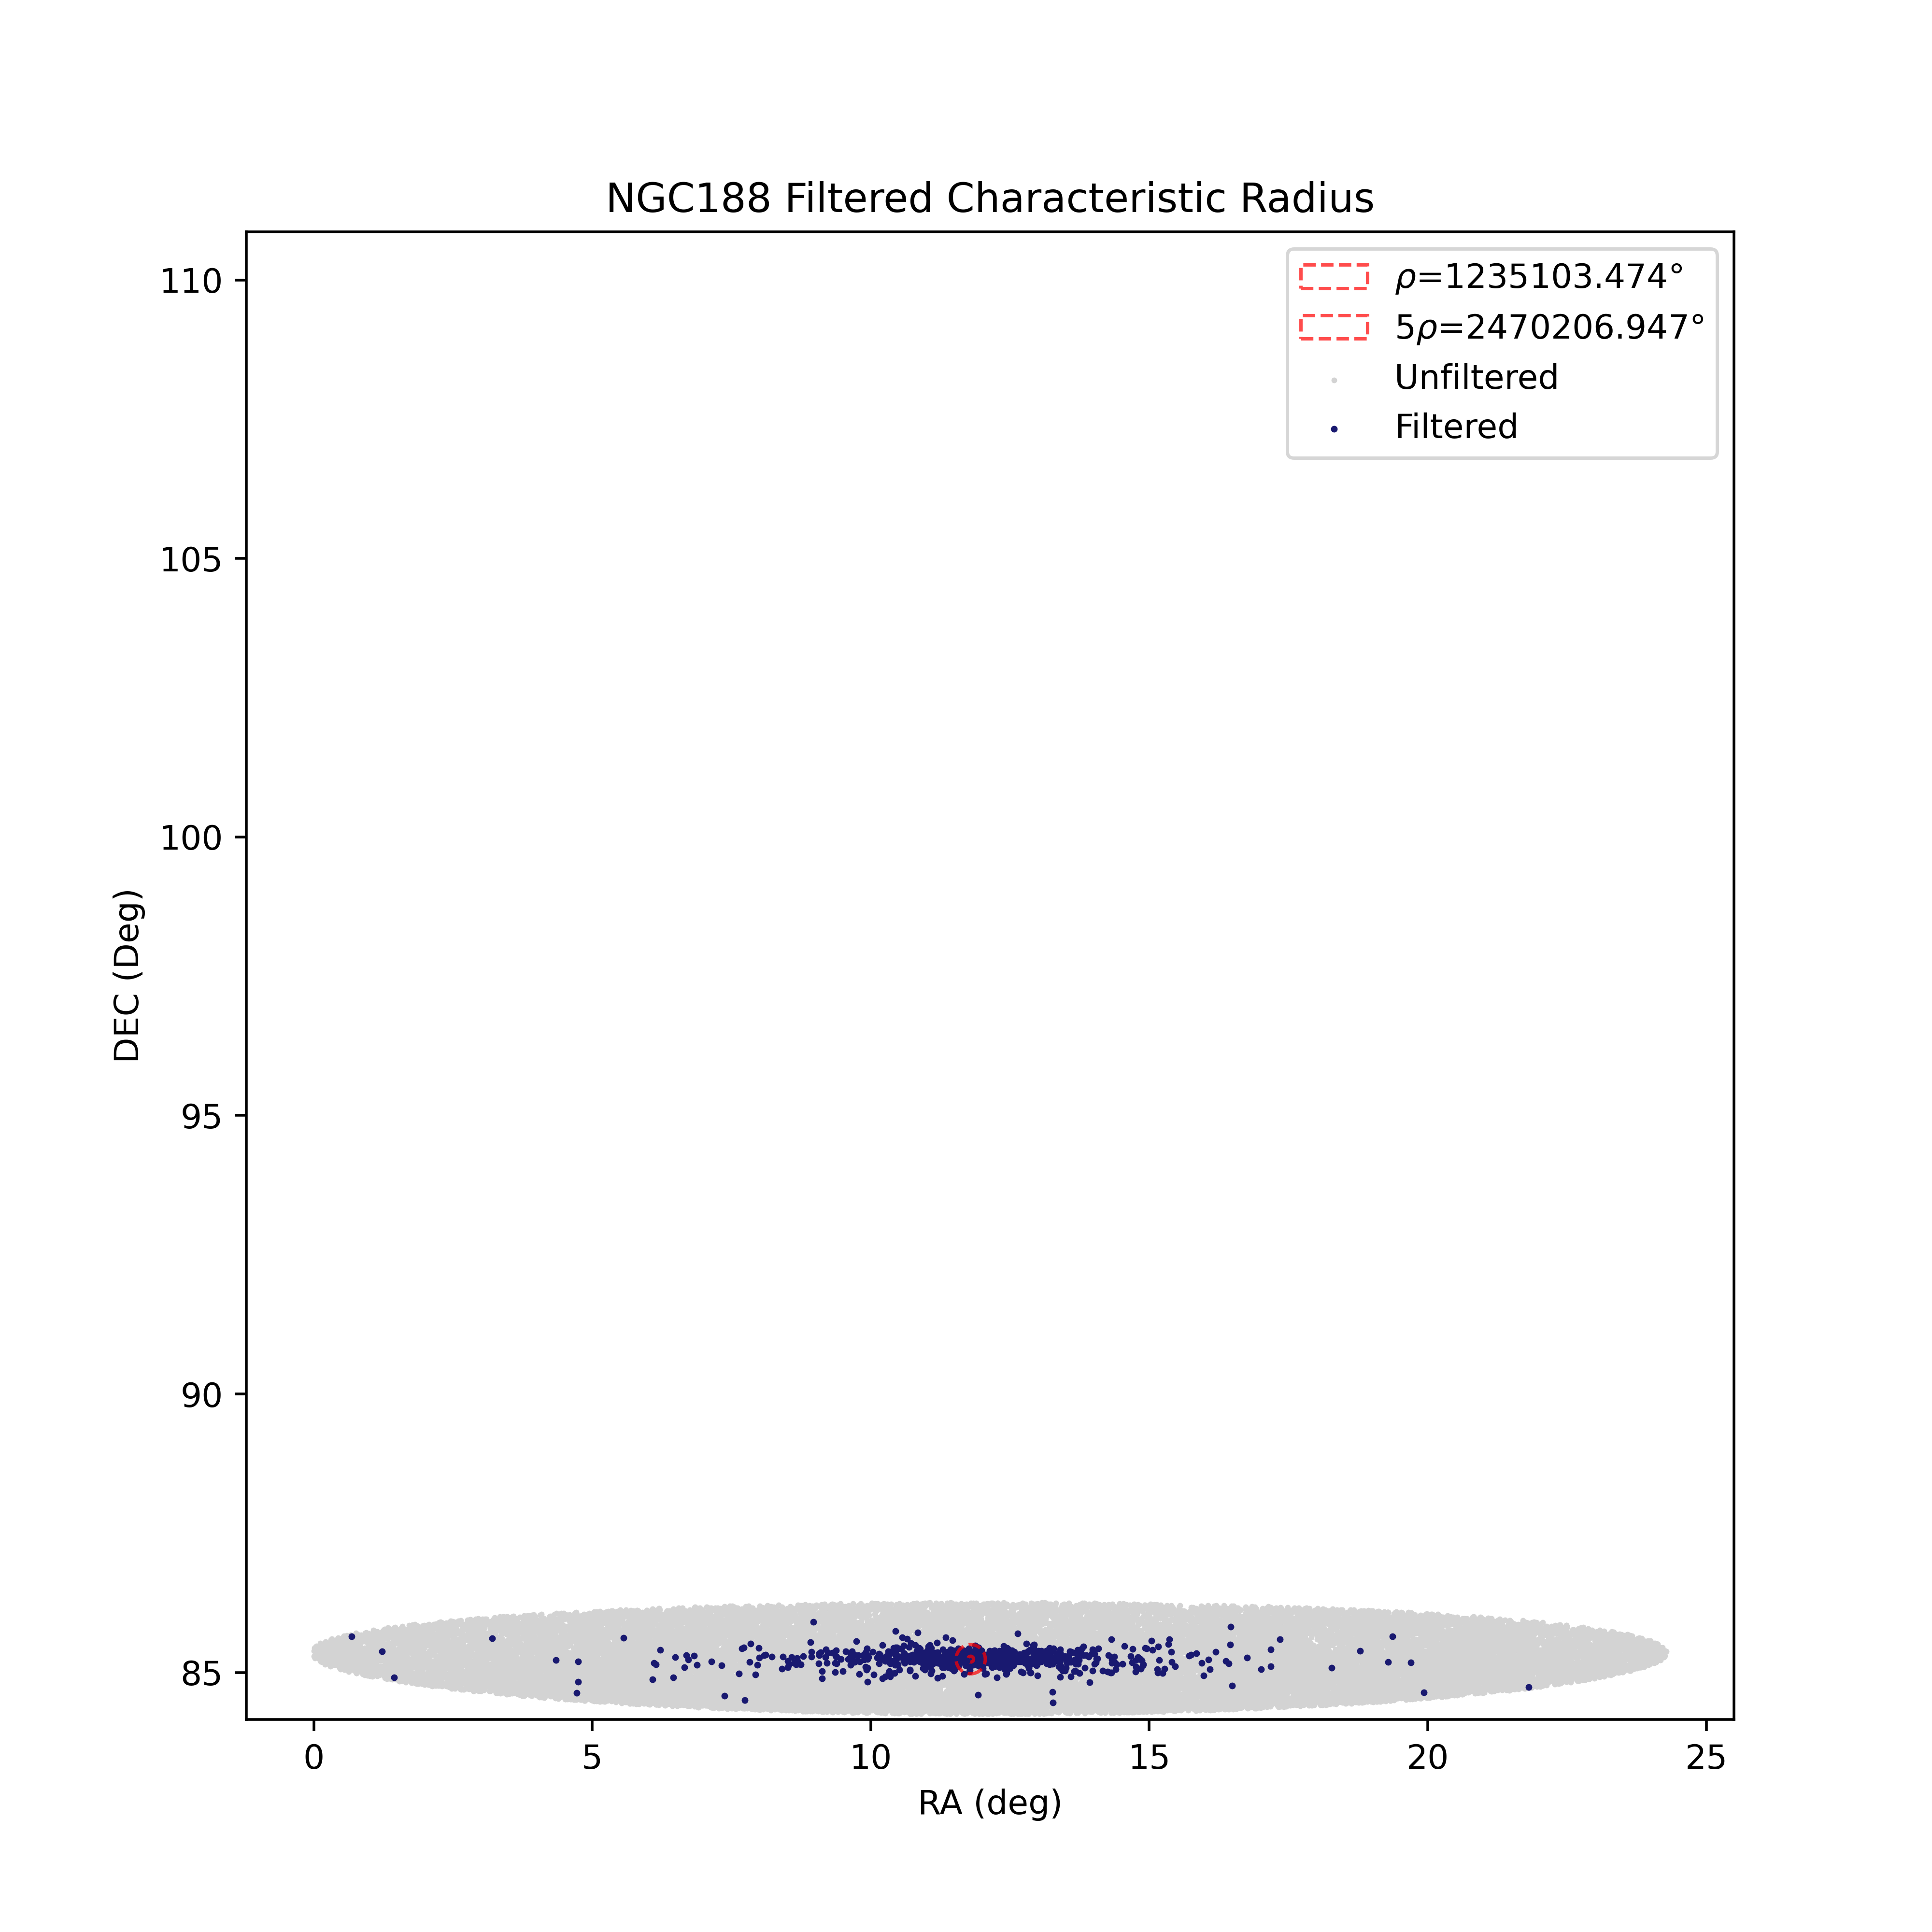 NGC188 Filtered Characteristic Radius
ρ=1235103.474°
5ρ=2470206.947°
Unfiltered
Filtered
110
105
100
95
90
85
DEC (Deg)
0 5 10 15 20 25
RA (deg)